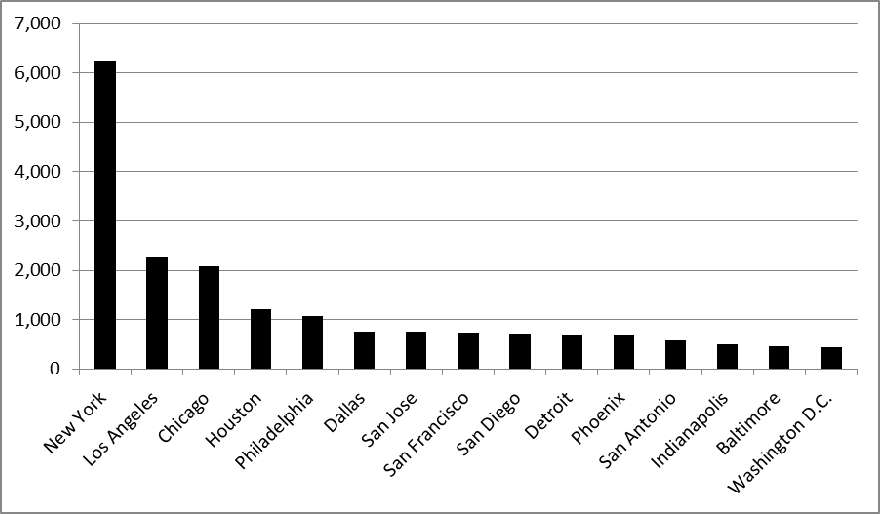 7,000
6,000
5,000
4,000
3,000
2,000
1,000
0
New York
Los Angeles
Chicago
Houston
Philadelphia
Dallas
San Jose
San Francisco
San Diego
Detroit
Phoenix
San Antonio
Indianapolis
Baltimore
Washington D.C.